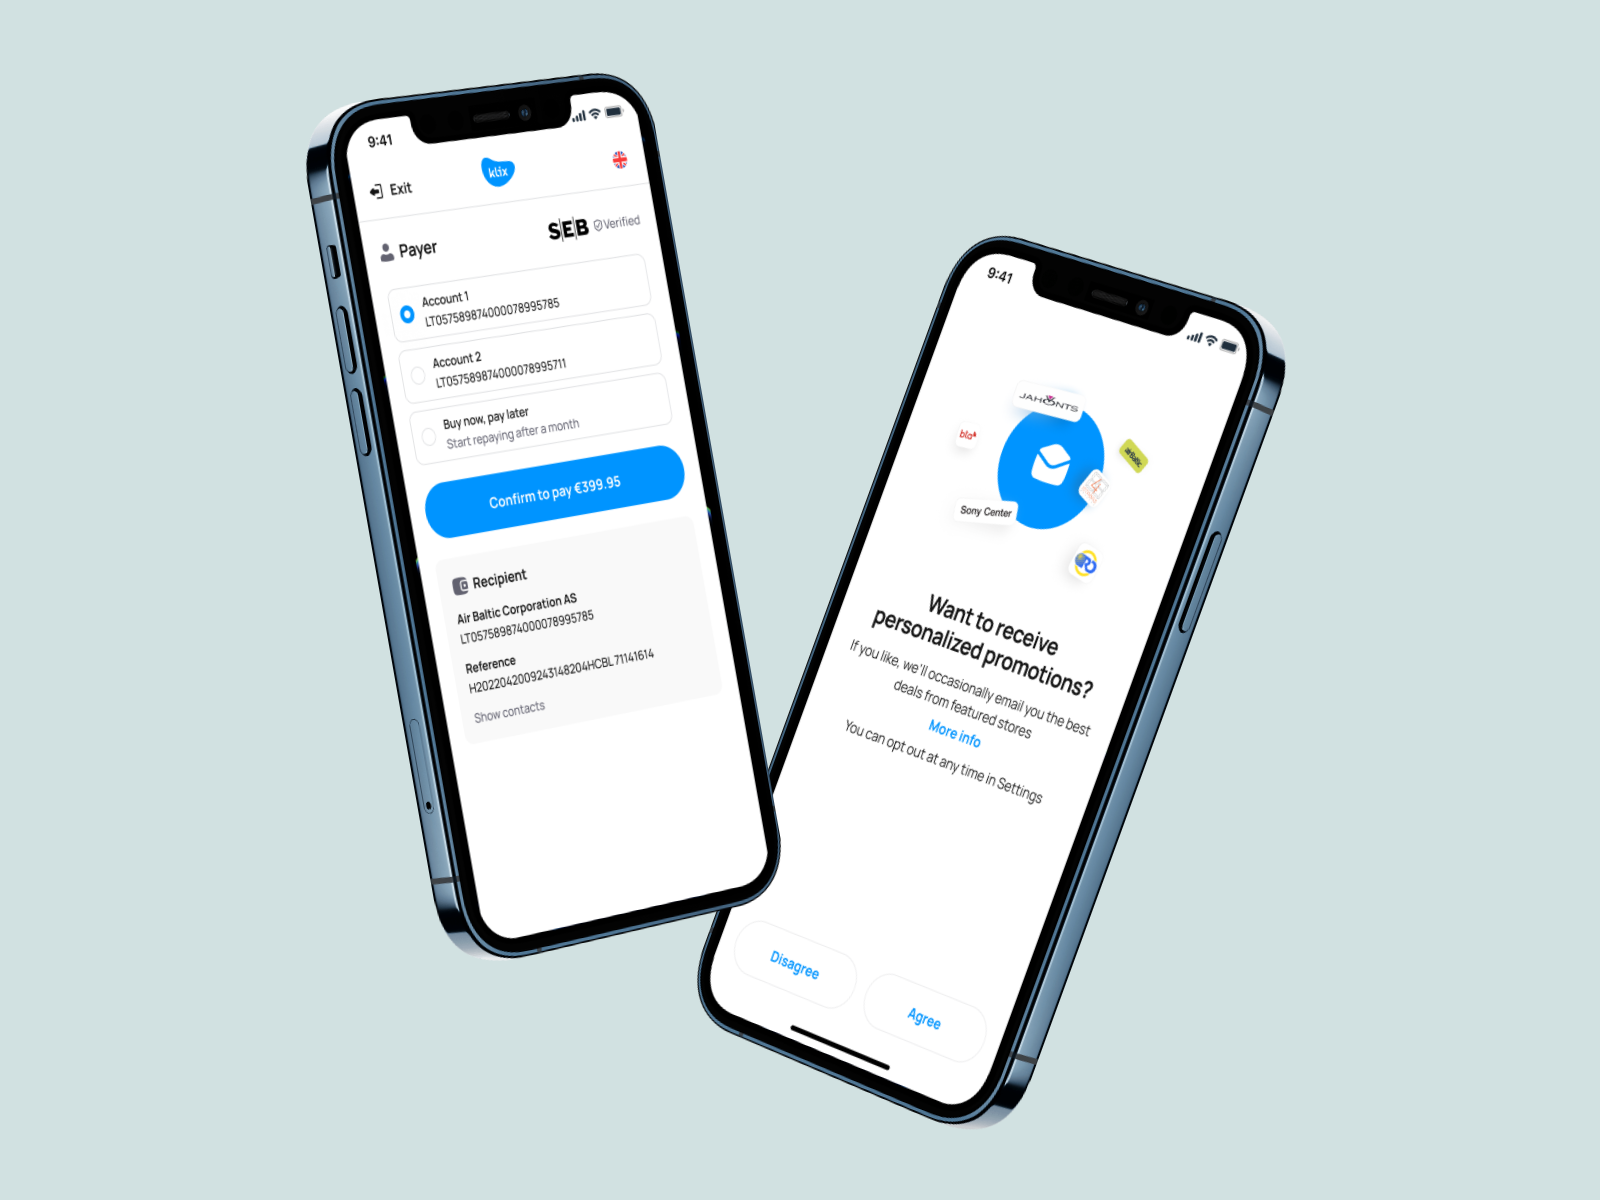 9:41
Exit
klix
Payer
SEB Verified
Account 1
LT057589874000078995785
Account 2
LT057589874000078995711
Buy now, pay later
Start repaying after a month
Confirm to pay €399.95
Recipient
Air Baltic Corporation AS
LT057589874000078995785
Reference
H2022042009243148204HCBL71141614
Show contacts
9:41
JAHONTS
airBaltic
Sony Center
Want to receive
personalized promotions?
If you like, we'll occasionally email you the best
deals from featured stores
More info
You can opt out at any time in Settings
Disagree
Agree